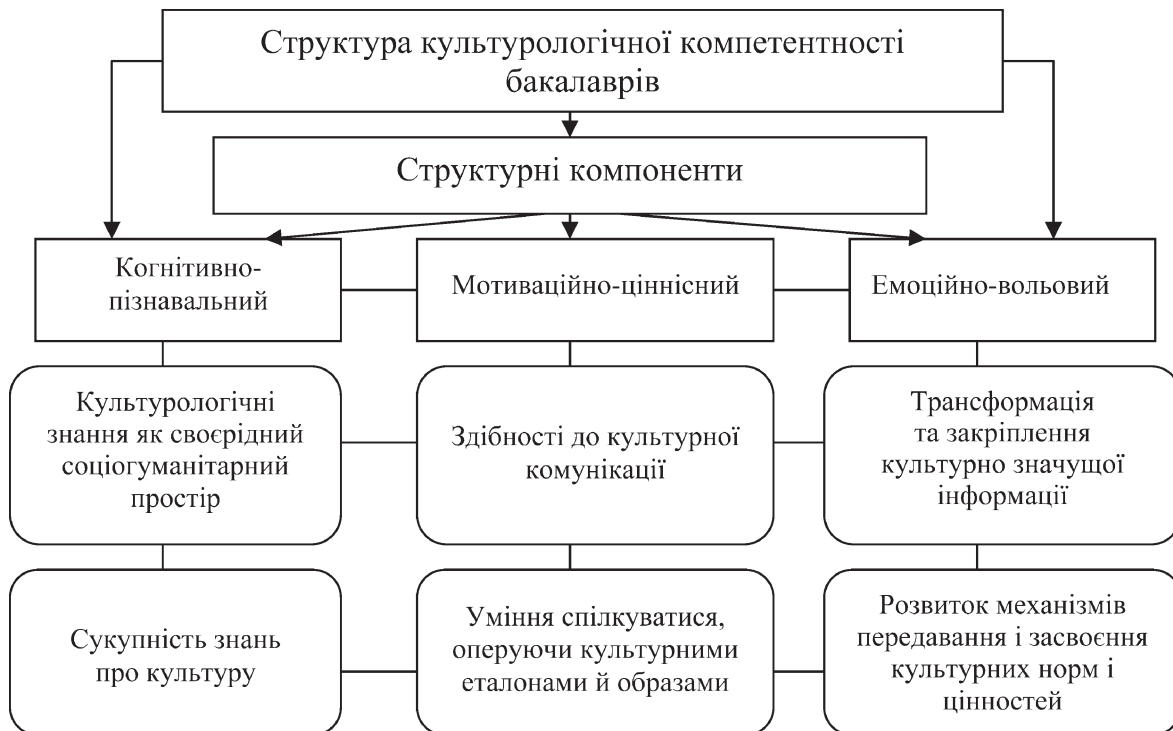 Структура культурологічної компетентності
бакалаврів
Структурні компоненти
Когнітивно-
пізнавальний
Мотиваційно-ціннісний
Емоційно-вольовий
Культурологічні
знання як своєрідний
соціогуманітарний
простір
Здібності до культурної
комунікації
Трансформація
та закріплення
культурно значущої
інформації
Сукупність знань
про культуру
Уміння спілкуватися,
оперуючи культурними
еталонами й образами
Розвиток механізмів
передавання і засвоєння
культурних норм і
цінностей